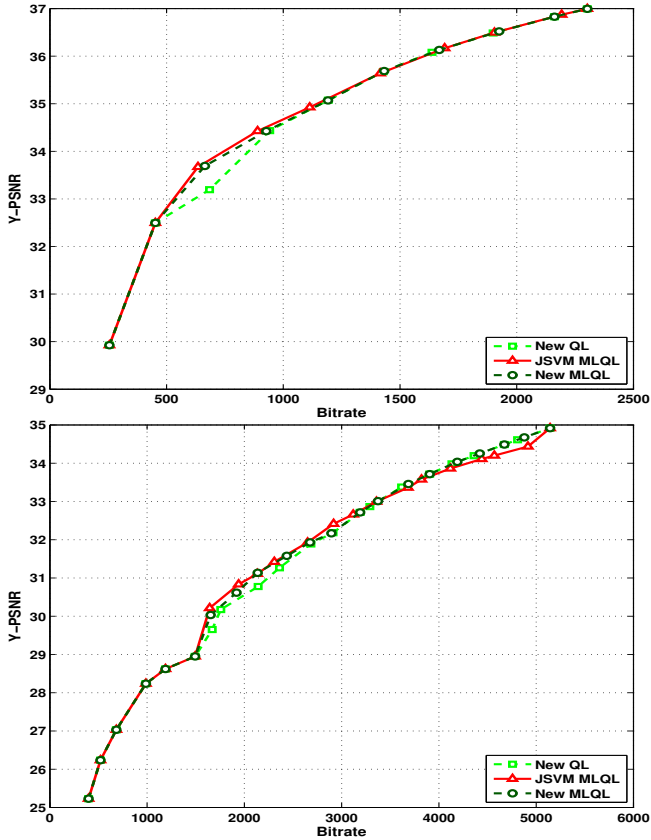 37
36
35
34
33
32
31
30
29
Y-PSNR
0 500 1000 1500 2000 2500
Bitrate
New QL
JSVM MLQL
New MLQL
35
34
33
32
31
30
29
28
27
26
25
Y-PSNR
0 1000 2000 3000 4000 5000 6000
Bitrate
New QL
JSVM MLQL
New MLQL